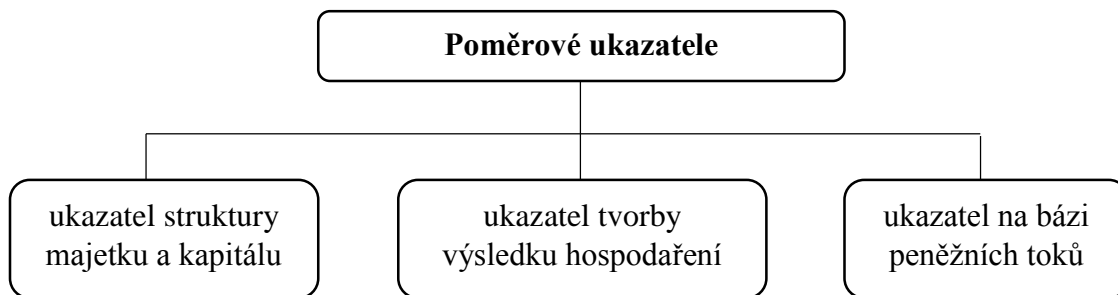 Poměrové ukazatele
ukazatel struktury
majetku a kapitálu
ukazatel tvorby
výsledku hospodaření
ukazatel na bázi
peněžních toků